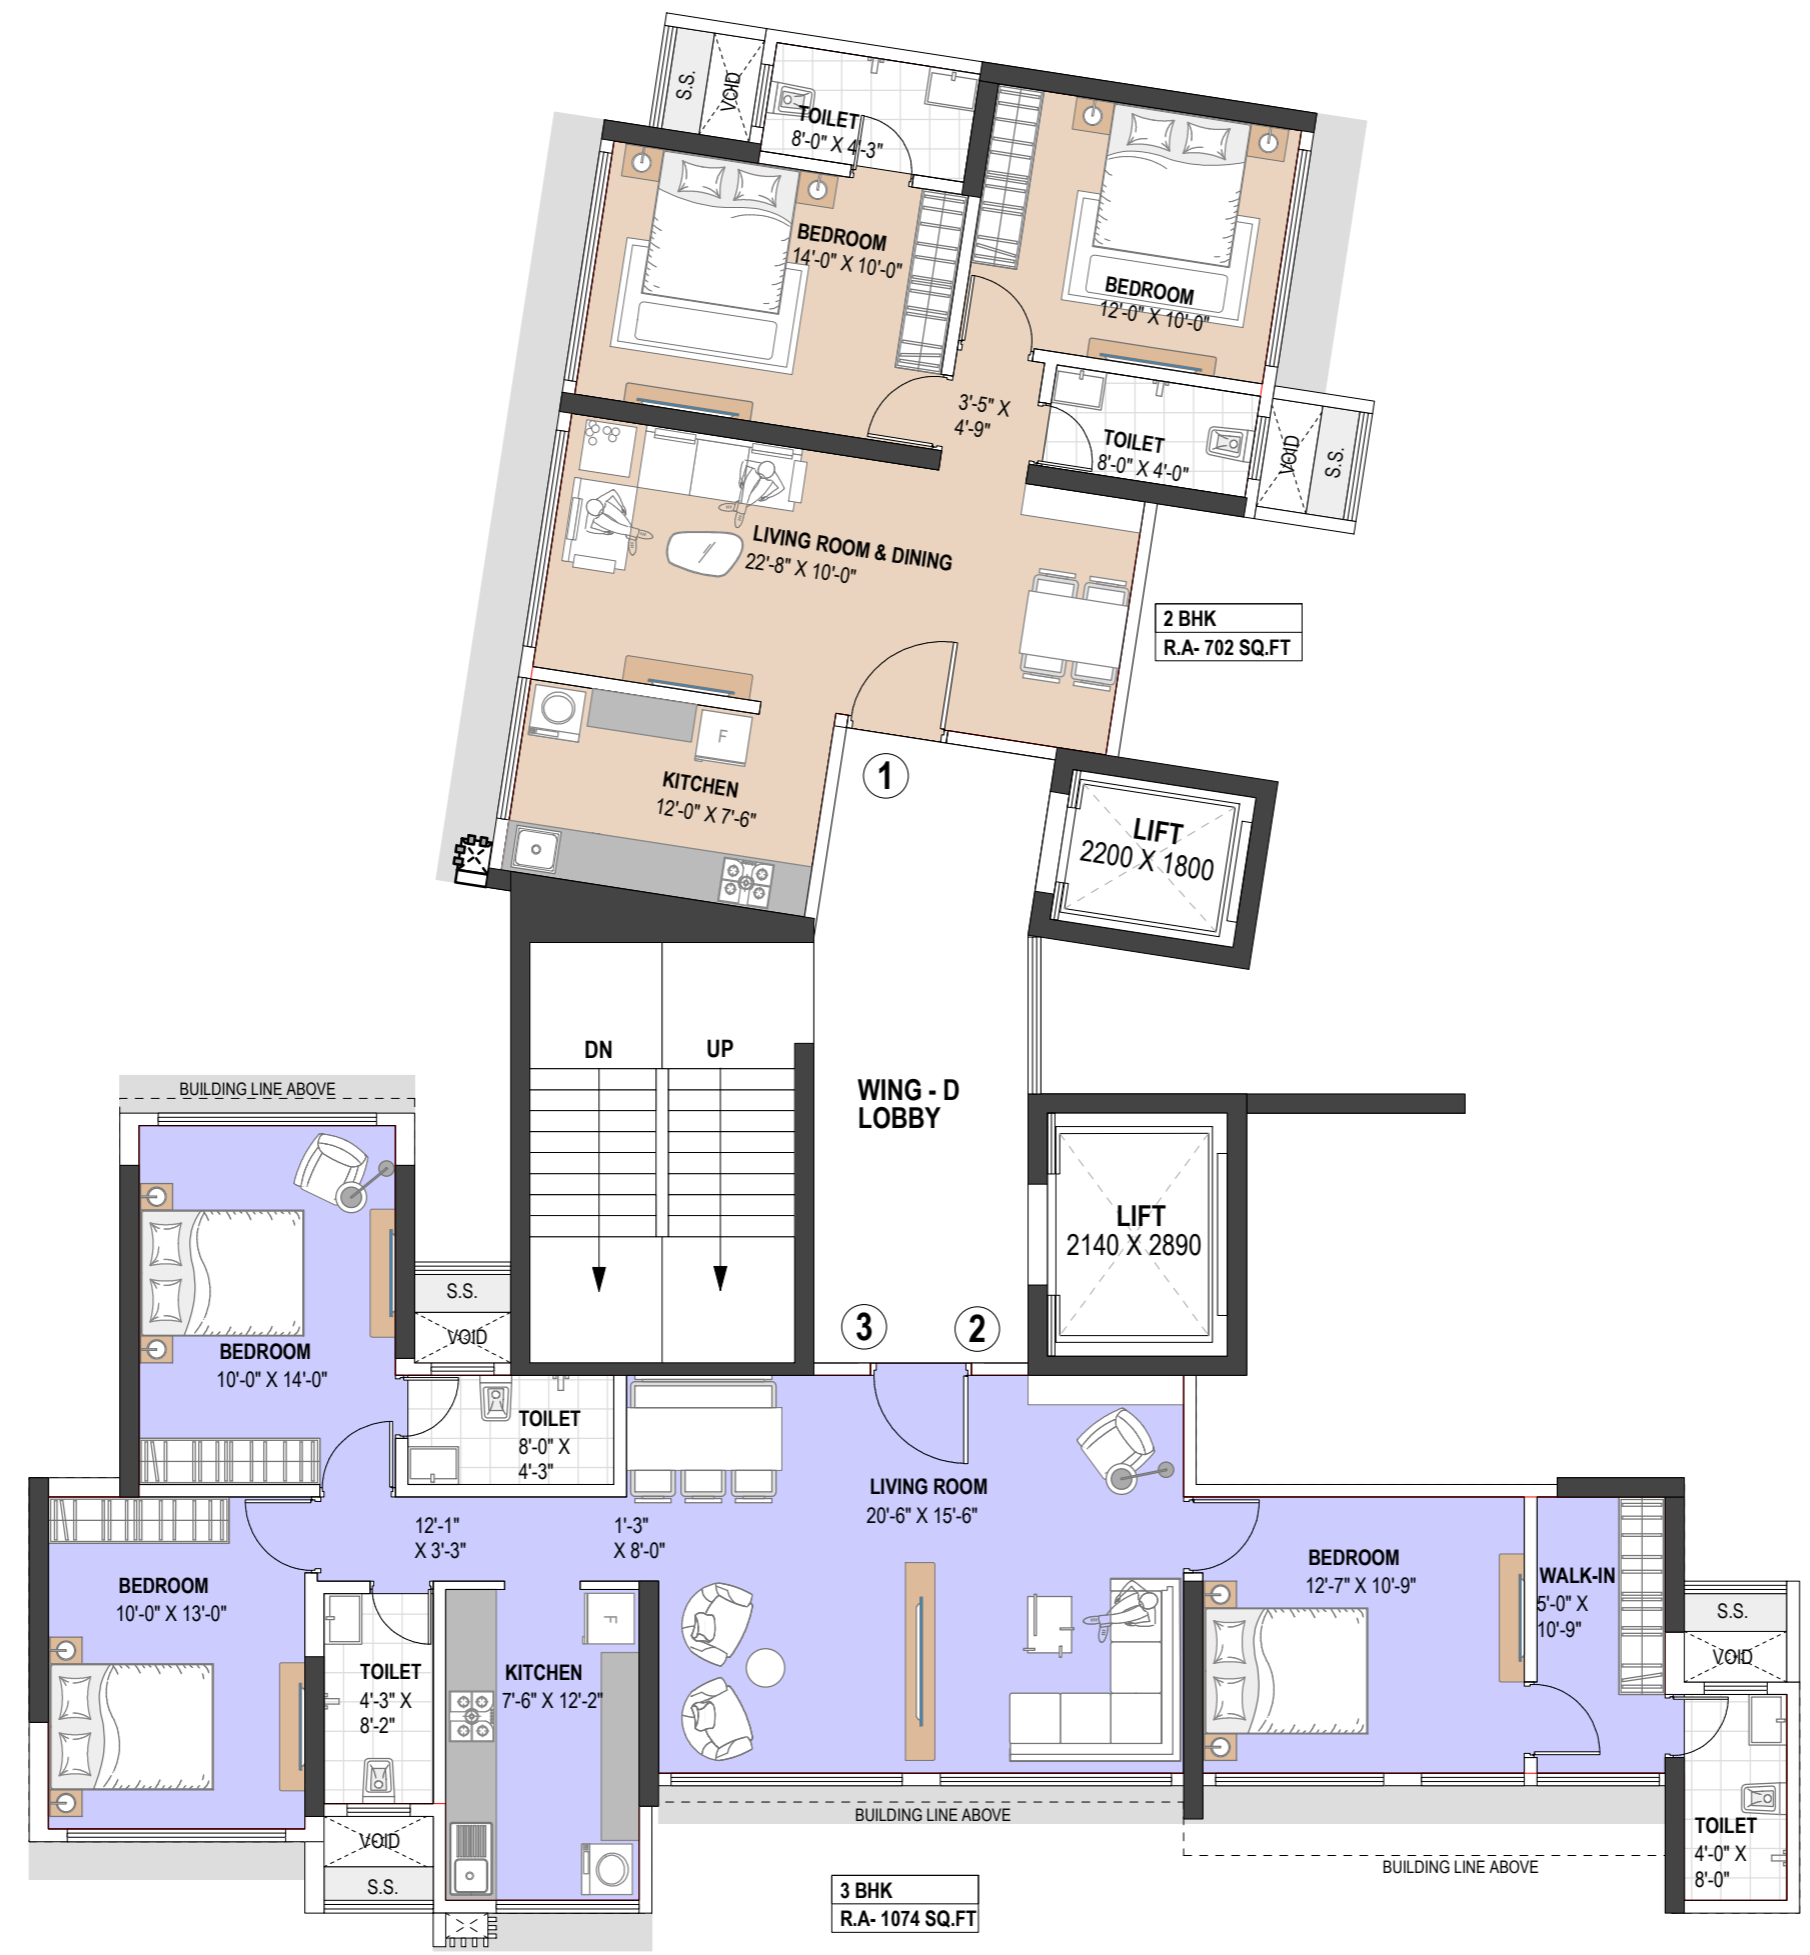 S.S.
VOID
TOILET
8'-0" X 4'-3"
BEDROOM
14'-0" X 10'-0"
BEDROOM
12'-0" X 10'-0"
3'-5" X
4'-9"
TOILET
8'-0" X 4'-0"
VOID
S.S.
LIVING ROOM & DINING
22'-8" X 10'-0"
2 BHK
R.A- 702 SQ.FT
F
KITCHEN
12'-0" X 7'-6"
1
LIFT
2200 X 1800
DN
UP
WING - D
LOBBY
BUILDING LINE ABOVE
LIFT
2140 X 2890
S.S.
VOID
3
2
BEDROOM
10'-0" X 14'-0"
TOILET
8'-0" X
4'-3"
LIVING ROOM
20'-6" X 15'-6"
12'-1"
X 3'-3"
1'-3"
X 8'-0"
BEDROOM
10'-0" X 13'-0"
BEDROOM
12'-7" X 10'-9"
WALK-IN
5'-0" X
10'-9"
S.S.
VOID
F
TOILET
4'-3" X
8'-2"
KITCHEN
7'-6" X 12'-2"
BUILDING LINE ABOVE
TOILET
4'-0" X
8'-0"
VOID
S.S.
BUILDING LINE ABOVE
3 BHK
R.A- 1074 SQ.FT